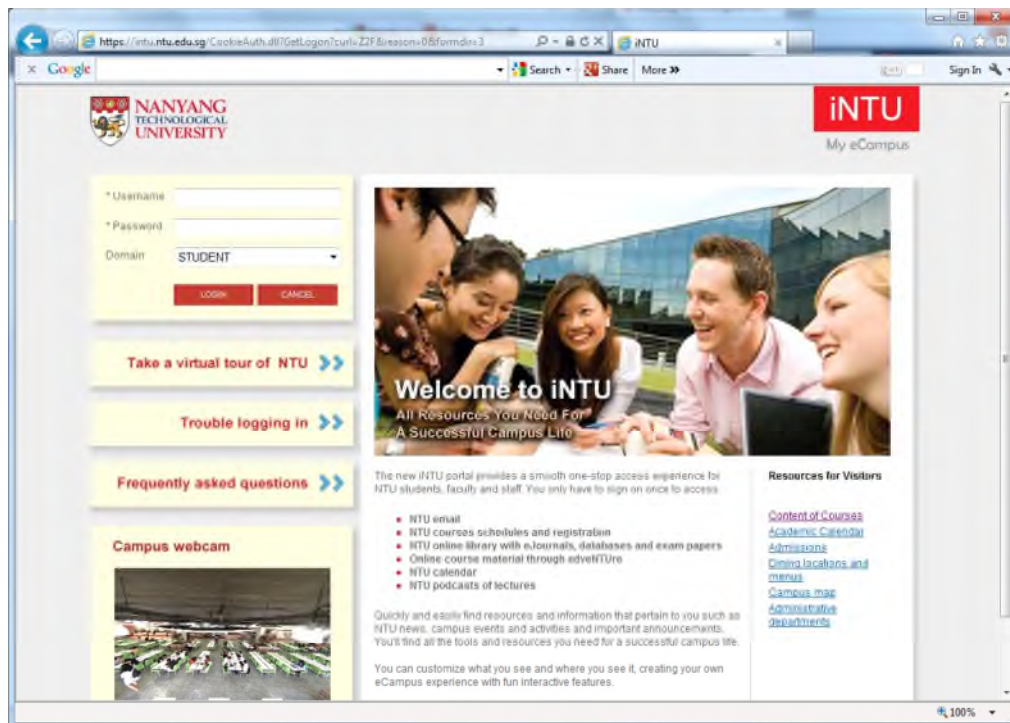 https://intu.ntu.edu.sg/CookieAuth.dll?GetLogon?curl=Z2F&reason=0&formdir=3
iNTU
Google
Search
Share
More
Sign In
NANYANG
TECHNOLOGICAL
UNIVERSITY
iNTU
My eCampus
* Username
* Password
Domain
STUDENT
LOGIN
CANCEL
Take a virtual tour of NTU
Trouble logging in
Frequently asked questions
Campus webcam
Welcome to iNTU
All Resources You Need For
A Successful Campus Life
The new iNTU portal provides a smooth one-stop access experience for
NTU students, faculty and staff. You only have to sign on once to access
NTU email
NTU courses schedules and registration
NTU online library with eJournals, databases and exam papers
Online course material through edveNTUre
NTU calendar
NTU podcasts of lectures
Quickly and easily find resources and information that pertain to you such as
NTU news, campus events and activities and important announcements.
You'll find all the tools and resources you need for a successful campus life.
You can customize what you see and where you see it, creating your own
eCampus experience with fun interactive features.
Resources for Visitors
Content of Courses
Academic Calendar
Admissions
Dining locations and
menus
Campus map
Administrative
departments
100%